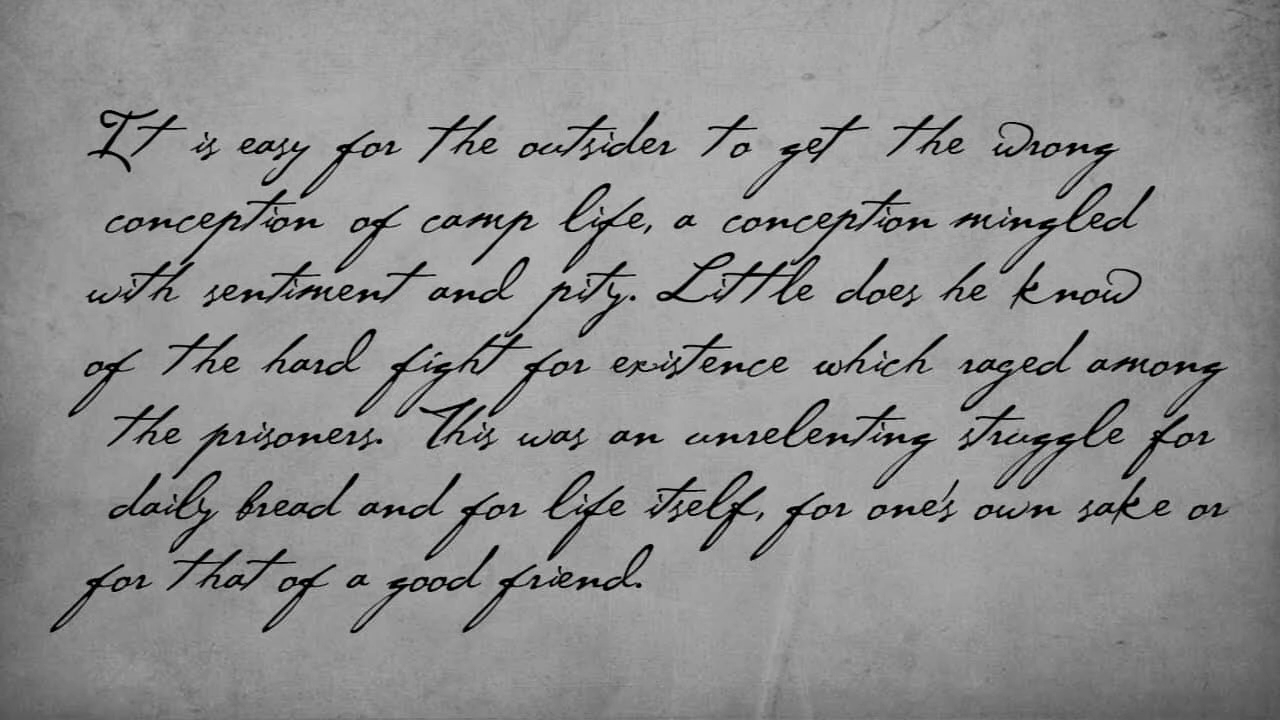 It is easy for the outsider to get the wrong
conception of camp life, a conception mingled
with sentiment and pity. Little does he know
of the hard fight for existence which raged among
the prisoners. This was an unrelenting struggle for
daily bread and for life itself, for one's own sake or
for that of a good friend.